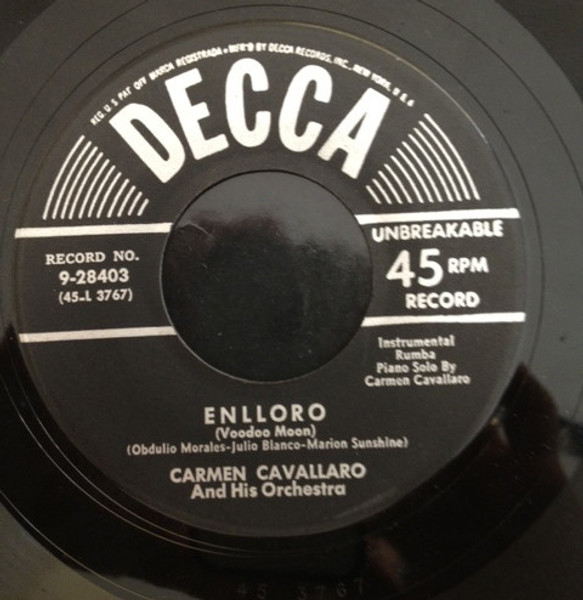 REG. U S PAT OFF MARCA REGISTRADA • MFR'D BY DECCA RECORDS, INC., NEW YORK, U S A
DECCA
RECORD NO.
9-28403
(45-L 3767)
UNBREAKABLE
45 RPM
RECORD
Instrumental
Rumba
Piano Solo By
Carmen Cavallaro
ENLLORO
(Voodoo Moon)
(Obdulio Morales-Julio Blanco-Marion Sunshine)
CARMEN CAVALLARO
And His Orchestra
45 3767